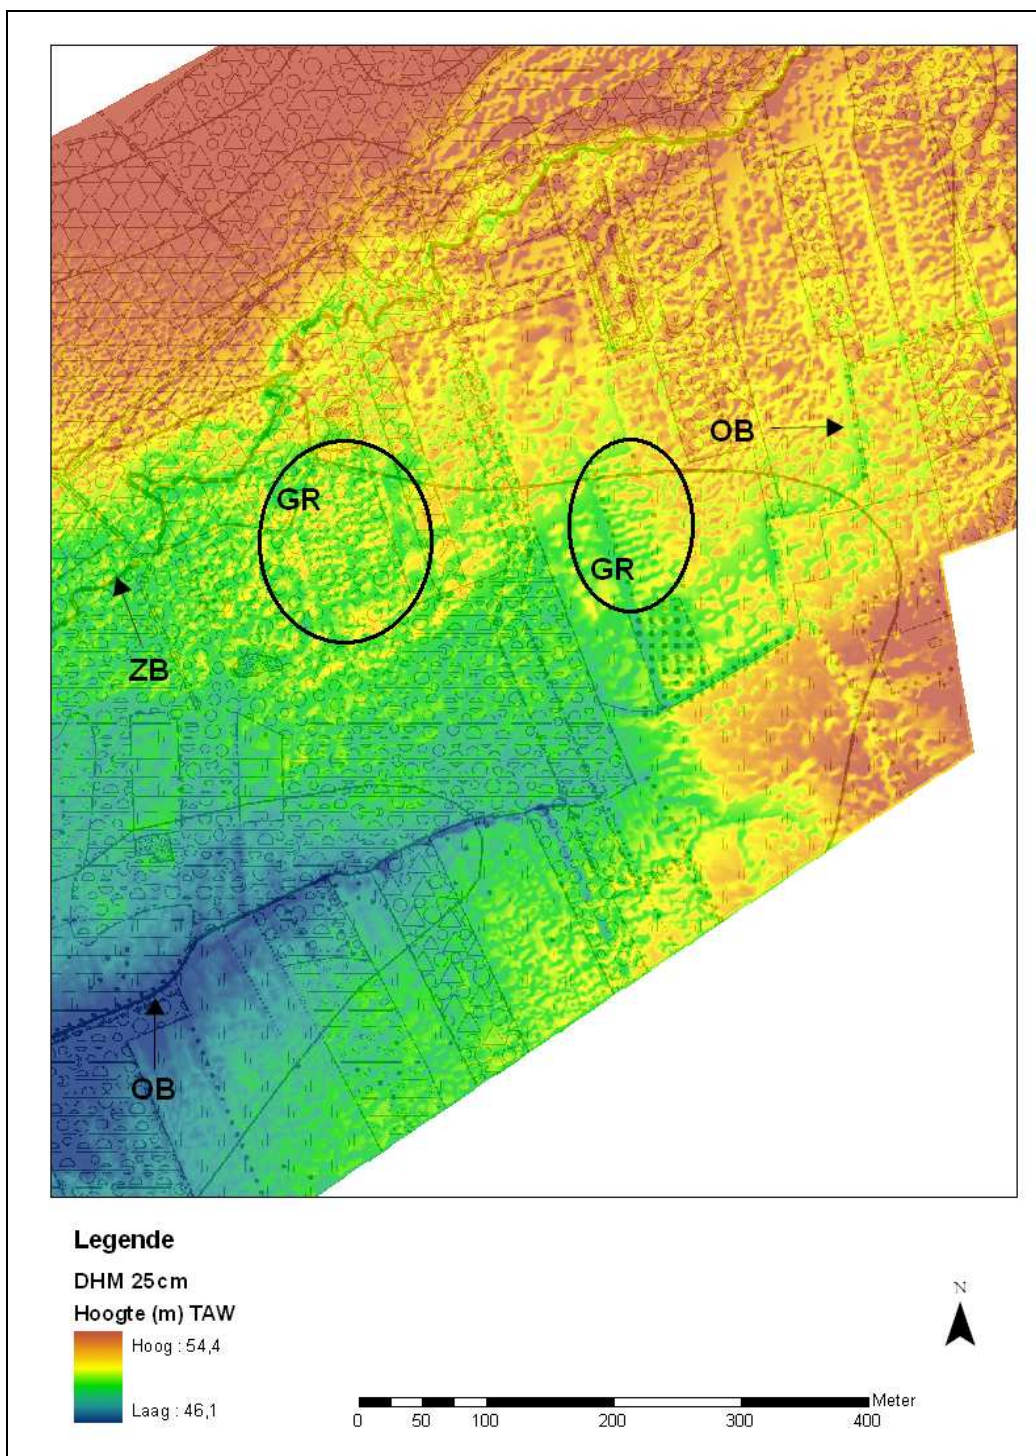 OB
GR
GR
ZB
OB
Legende
DHM 25cm
Hoogte (m) TAW
Hoog : 54,4
Laag : 46,1
N
Meter
0 50 100 200 300 400